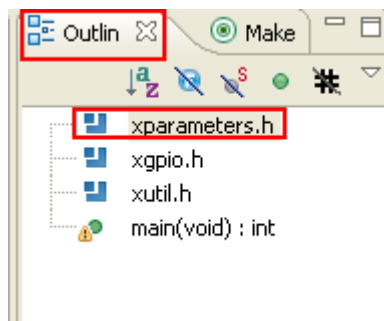 Outlin Make
a z S
xparameters.h
xgpio.h
xutil.h
main(void) : int